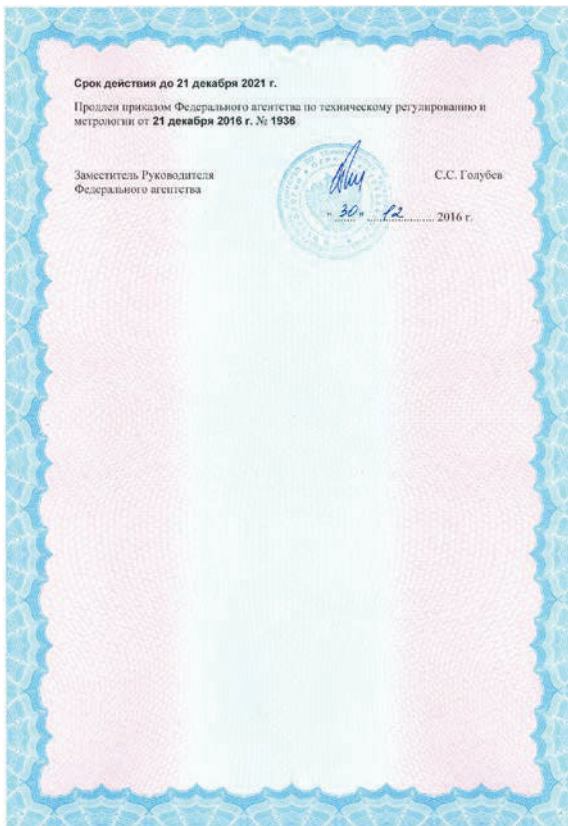 Срок действия до 21 декабря 2021 г.
Продлен приказом Федерального агентства по техническому регулированию и
метрологии от 21 декабря 2016 г. № 1936
Заместитель Руководителя
Федерального агентства
С.С. Голубев
" 30 " 12 2016 г.